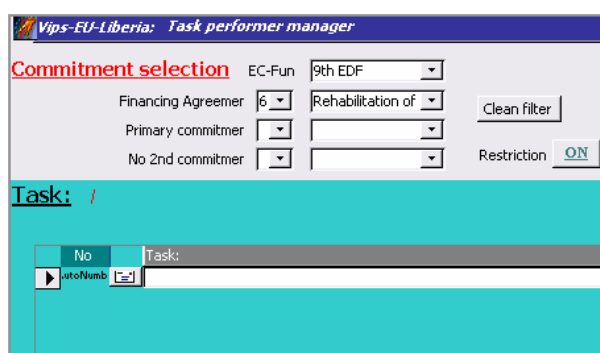 Vips-EU-Liberia: Task performer manager
Commitment selection EC-Fun 9th EDF
Financing Agreemer 6 Rehabilitation of
Clean filter
Primary commitmer
No 2nd commitmer
Restriction ON
Task: /
No Task:
utoNumb